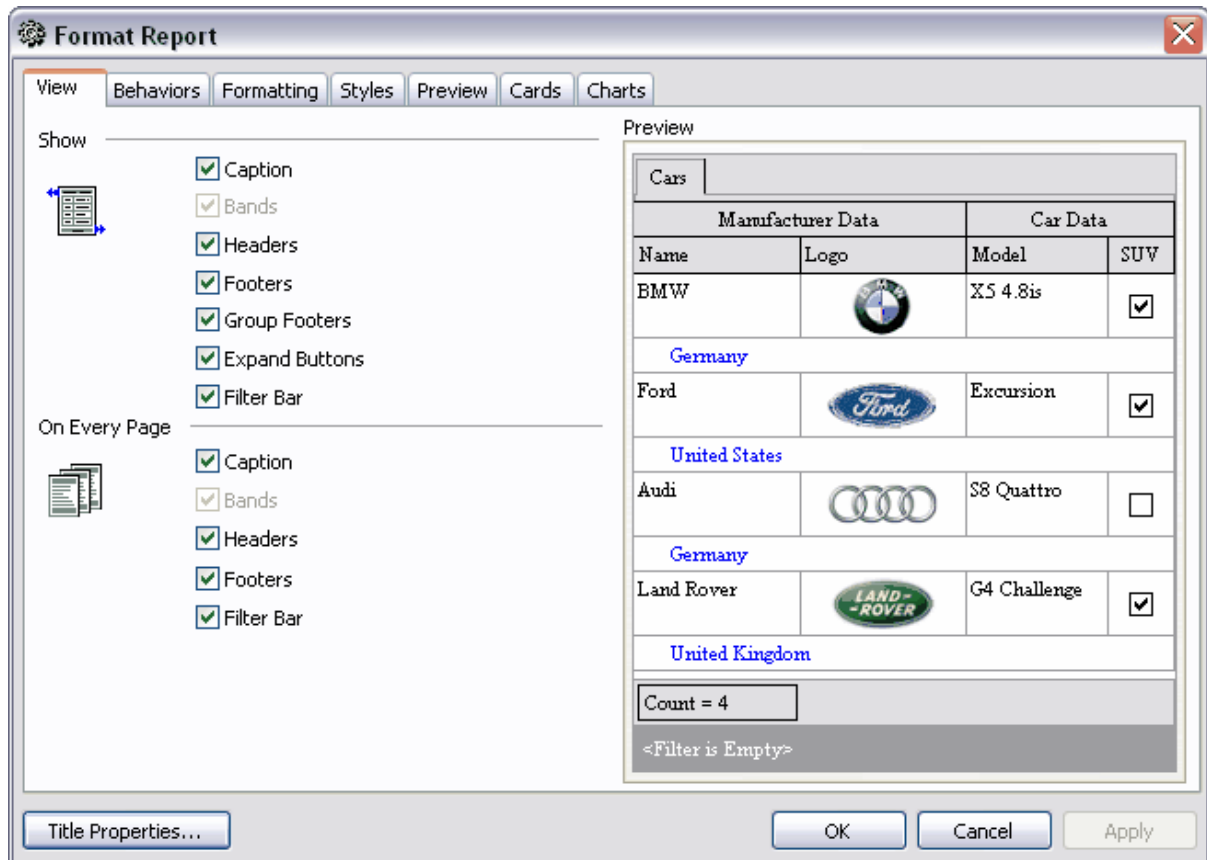 Format Report
View Behaviors Formatting Styles Preview Cards Charts
Show
Caption
Bands
Headers
Footers
Group Footers
Expand Buttons
Filter Bar
On Every Page
Caption
Bands
Headers
Footers
Filter Bar
Preview
Cars
Manufacturer Data Car Data
Name Logo Model SUV
BMW BMW X5 4.8is
Germany
Ford Ford Excursion
United States
Audi S8 Quattro
Germany
Land Rover LAND- G4 Challenge
-ROVER
United Kingdom
Count = 4
<Filter is Empty>
Title Properties... OK Cancel Apply